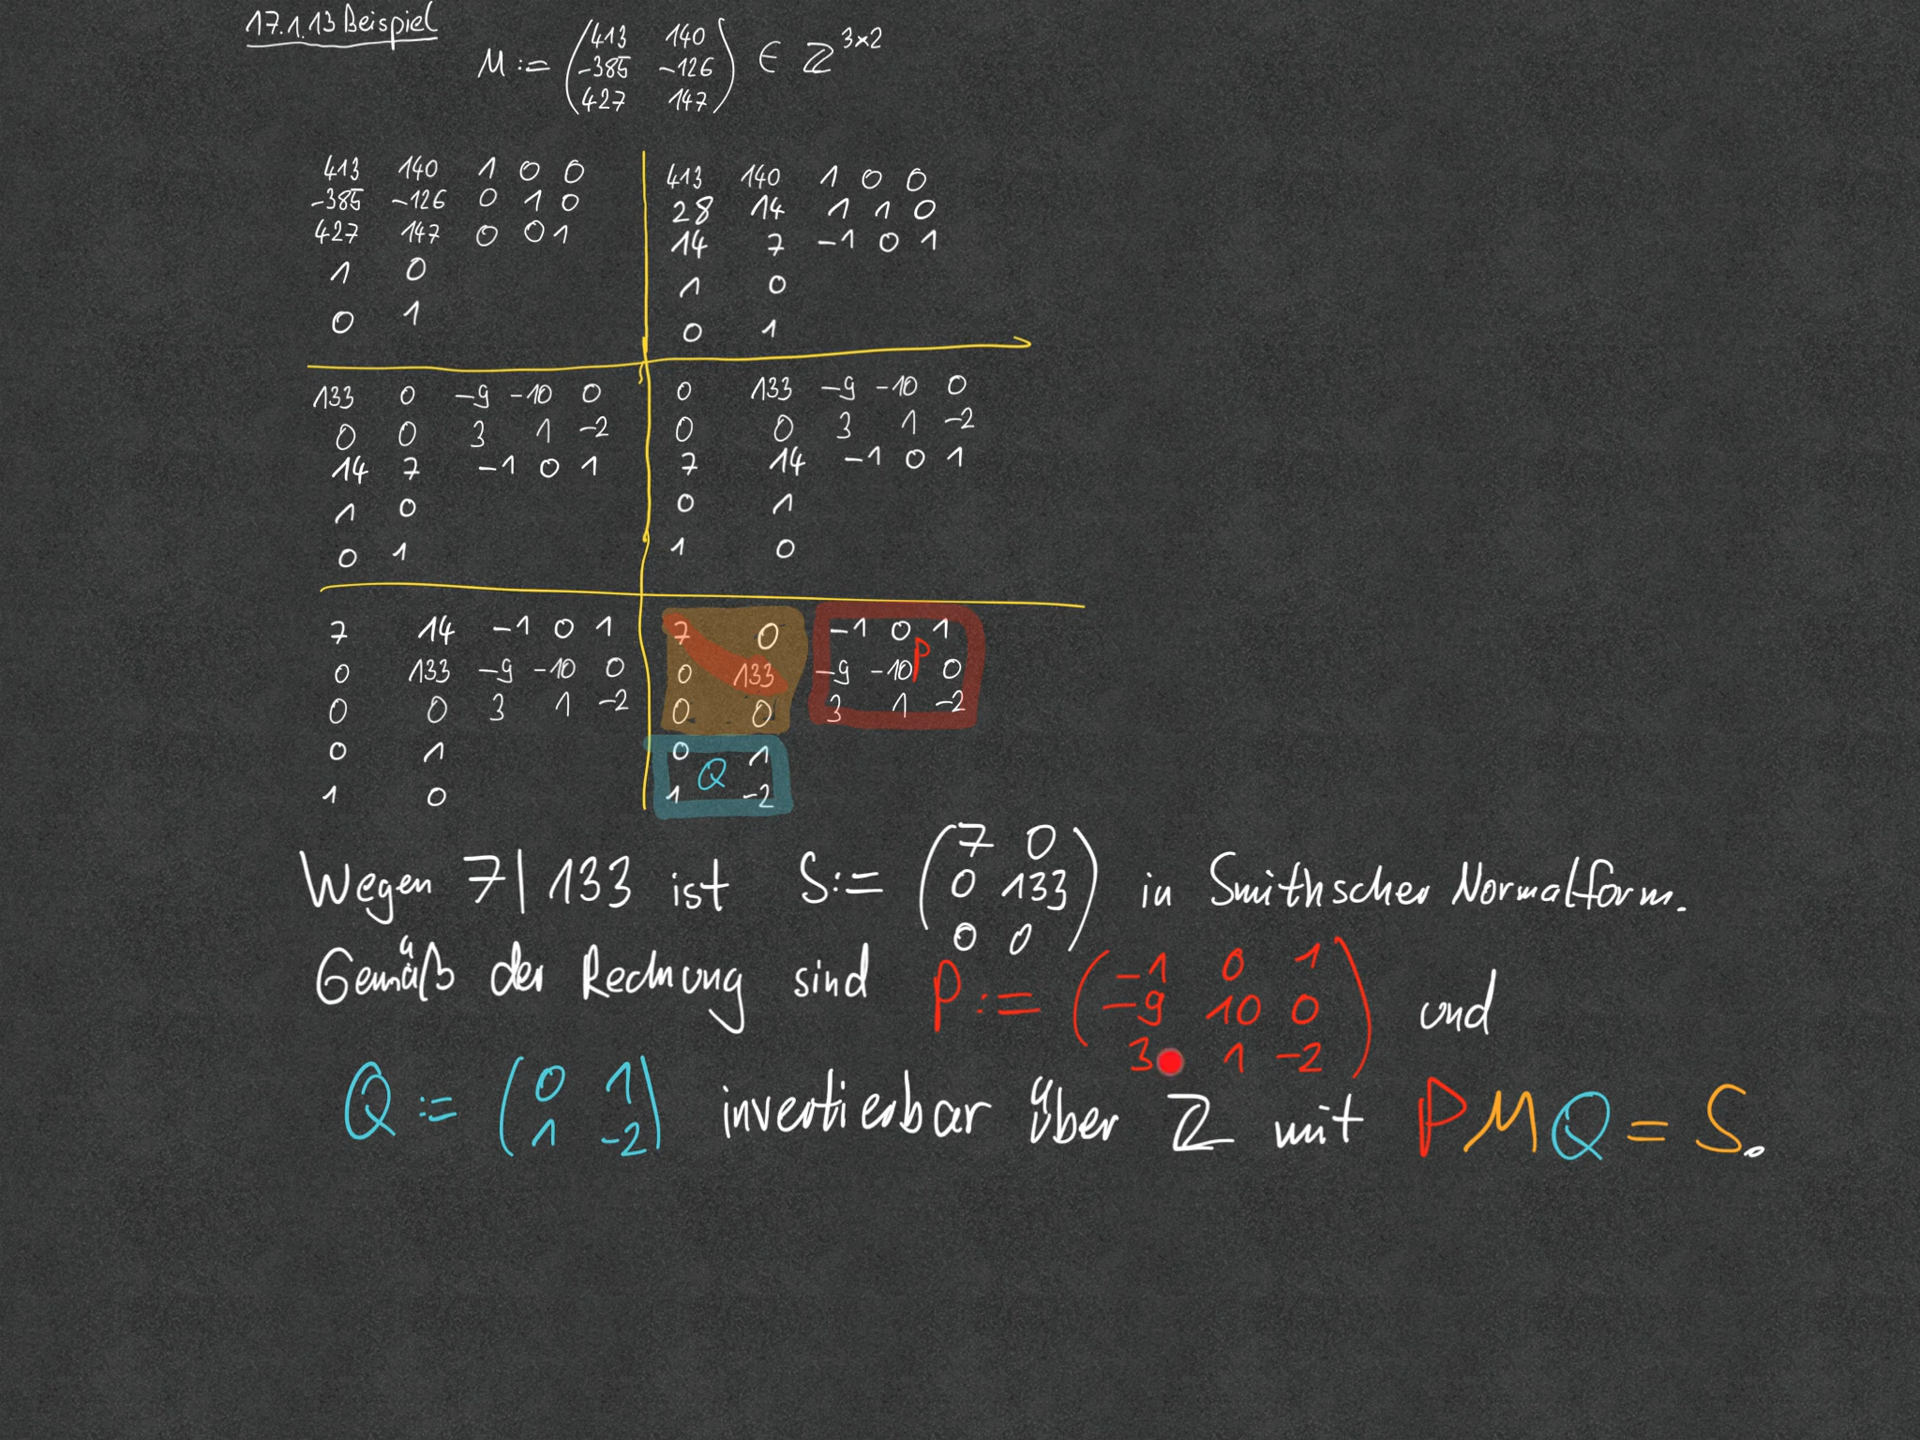 17.1.13 Beispiel
M := ( 413 140
-385 -126
427 147 ) ∈ ℤ^{3×2}
413 140 1 0 0
-385 -126 0 1 0
427 147 0 0 1
1 0
0 1
413 140 1 0 0
28 14 1 1 0
14 7 -1 0 1
1 0
0 1
133 0 -9 -10 0
0 0 3 1 -2
14 7 -1 0 1
1 0
0 1
0 133 -9 -10 0
0 0 3 1 -2
7 14 -1 0 1
0 1
1 0
7 14 -1 0 1
0 133 -9 -10 0
0 0 3 1 -2
0 1
1 0
7 0 -1 0 1
P
0 133 -9 -10 0
0 0 3 1 -2
0 1
Q
1 -2
Wegen 7|133 ist S := ( 7 0
0 133
0 0 ) in Smithscher Normalform.
Gemäß der Rechnung sind P := ( -1 0 1
-9 10 0
3 1 -2 ) und
Q := ( 0 1
1 -2 ) invertierbar über ℤ mit PMQ = S.